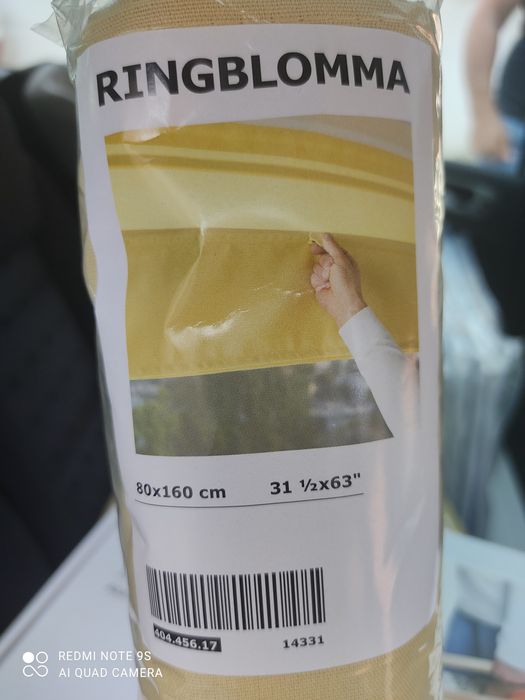 RINGBLOMMA
80x160 cm 31 ½x63"
404.456.17 14331
REDMI NOTE 9S
AI QUAD CAMERA